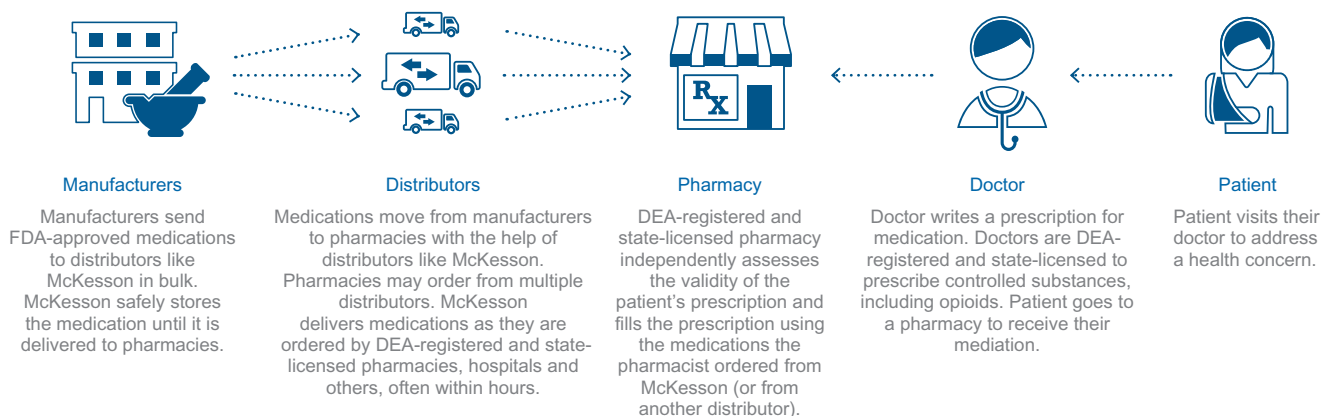 RX
Manufacturers
Manufacturers send
FDA-approved medications
to distributors like
McKesson in bulk.
McKesson safely stores
the medication until it is
delivered to pharmacies.
Distributors
Medications move from manufacturers
to pharmacies with the help of
distributors like McKesson.
Pharmacies may order from multiple
distributors. McKesson
delivers medications as they are
ordered by DEA-registered and state-
licensed pharmacies, hospitals and
others, often within hours.
Pharmacy
DEA-registered and
state-licensed pharmacy
independently assesses
the validity of the
patient’s prescription and
fills the prescription using
the medications the
pharmacist ordered from
McKesson (or from
another distributor).
Doctor
Doctor writes a prescription for
medication. Doctors are DEA-
registered and state-licensed to
prescribe controlled substances,
including opioids. Patient goes to
a pharmacy to receive their
mediation.
Patient
Patient visits their
doctor to address
a health concern.